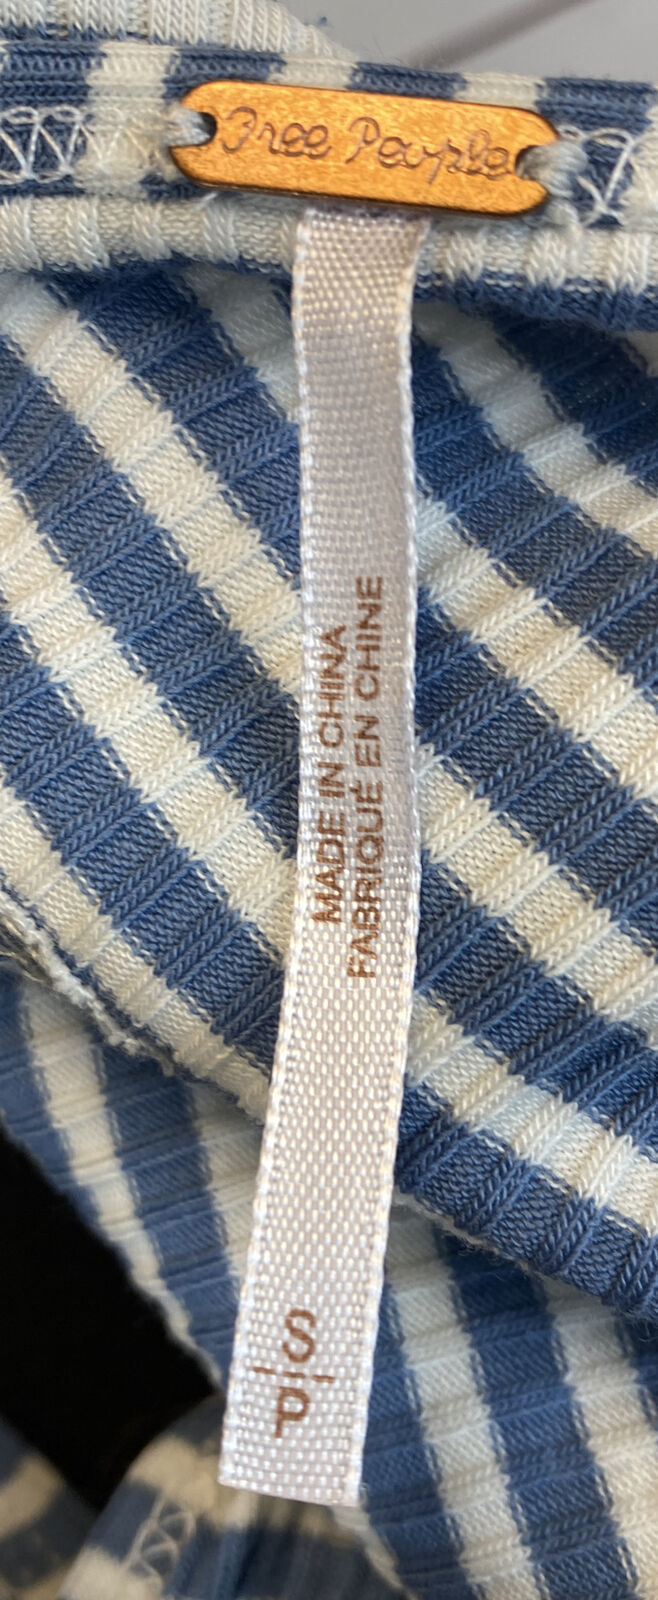 Free People
MADE IN CHINA
FABRIQUÉ EN CHINE
S
P